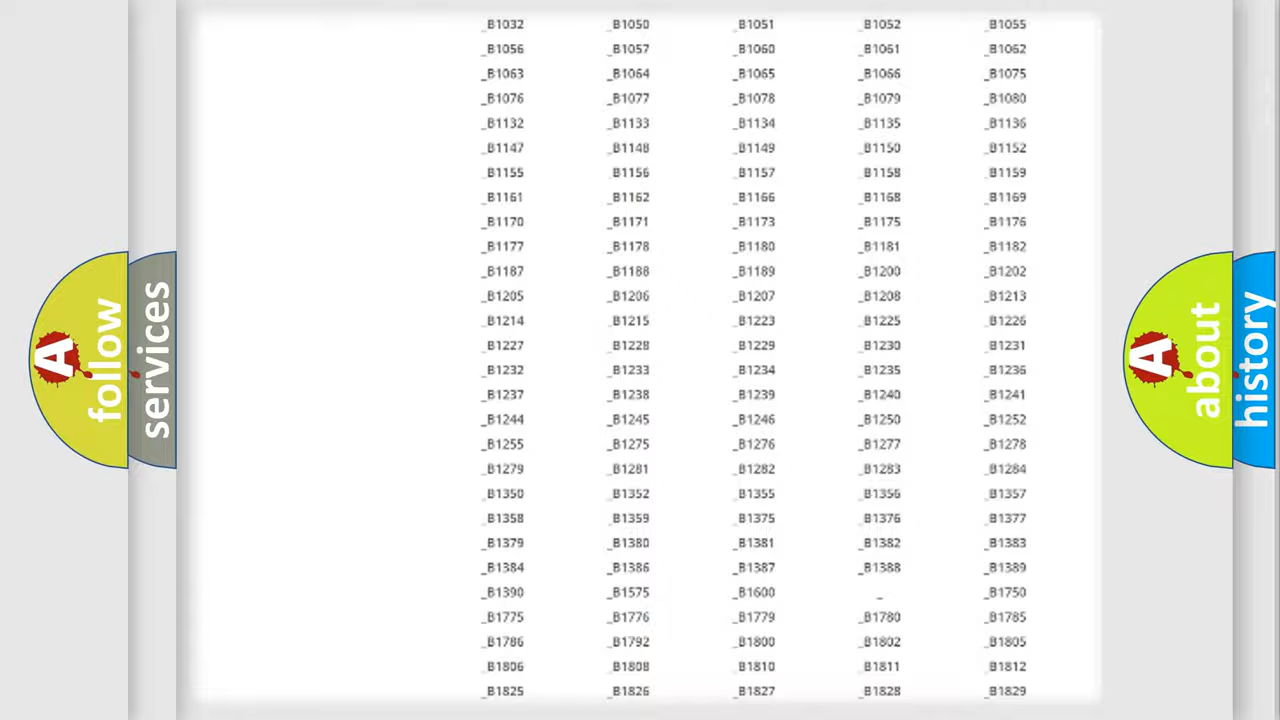 _B1032 _B1050 _B1051 _B1052 _B1055
_B1056 _B1057 _B1060 _B1061 _B1062
_B1063 _B1064 _B1065 _B1066 _B1075
_B1076 _B1077 _B1078 _B1079 _B1080
_B1132 _B1133 _B1134 _B1135 _B1136
_B1147 _B1148 _B1149 _B1150 _B1152
_B1155 _B1156 _B1157 _B1158 _B1159
_B1161 _B1162 _B1166 _B1168 _B1169
_B1170 _B1171 _B1173 _B1175 _B1176
_B1177 _B1178 _B1180 _B1181 _B1182
_B1187 _B1188 _B1189 _B1200 _B1202
_B1205 _B1206 _B1207 _B1208 _B1213
_B1214 _B1215 _B1223 _B1225 _B1226
_B1227 _B1228 _B1229 _B1230 _B1231
_B1232 _B1233 _B1234 _B1235 _B1236
_B1237 _B1238 _B1239 _B1240 _B1241
_B1244 _B1245 _B1246 _B1250 _B1252
_B1255 _B1275 _B1276 _B1277 _B1278
_B1279 _B1281 _B1282 _B1283 _B1284
_B1350 _B1352 _B1355 _B1356 _B1357
_B1358 _B1359 _B1375 _B1376 _B1377
_B1379 _B1380 _B1381 _B1382 _B1383
_B1384 _B1386 _B1387 _B1388 _B1389
_B1390 _B1575 _B1600 _ _B1750
_B1775 _B1776 _B1779 _B1780 _B1785
_B1786 _B1792 _B1800 _B1802 _B1805
_B1806 _B1808 _B1810 _B1811 _B1812
_B1825 _B1826 _B1827 _B1828 _B1829
A
follow
services
A
about
history